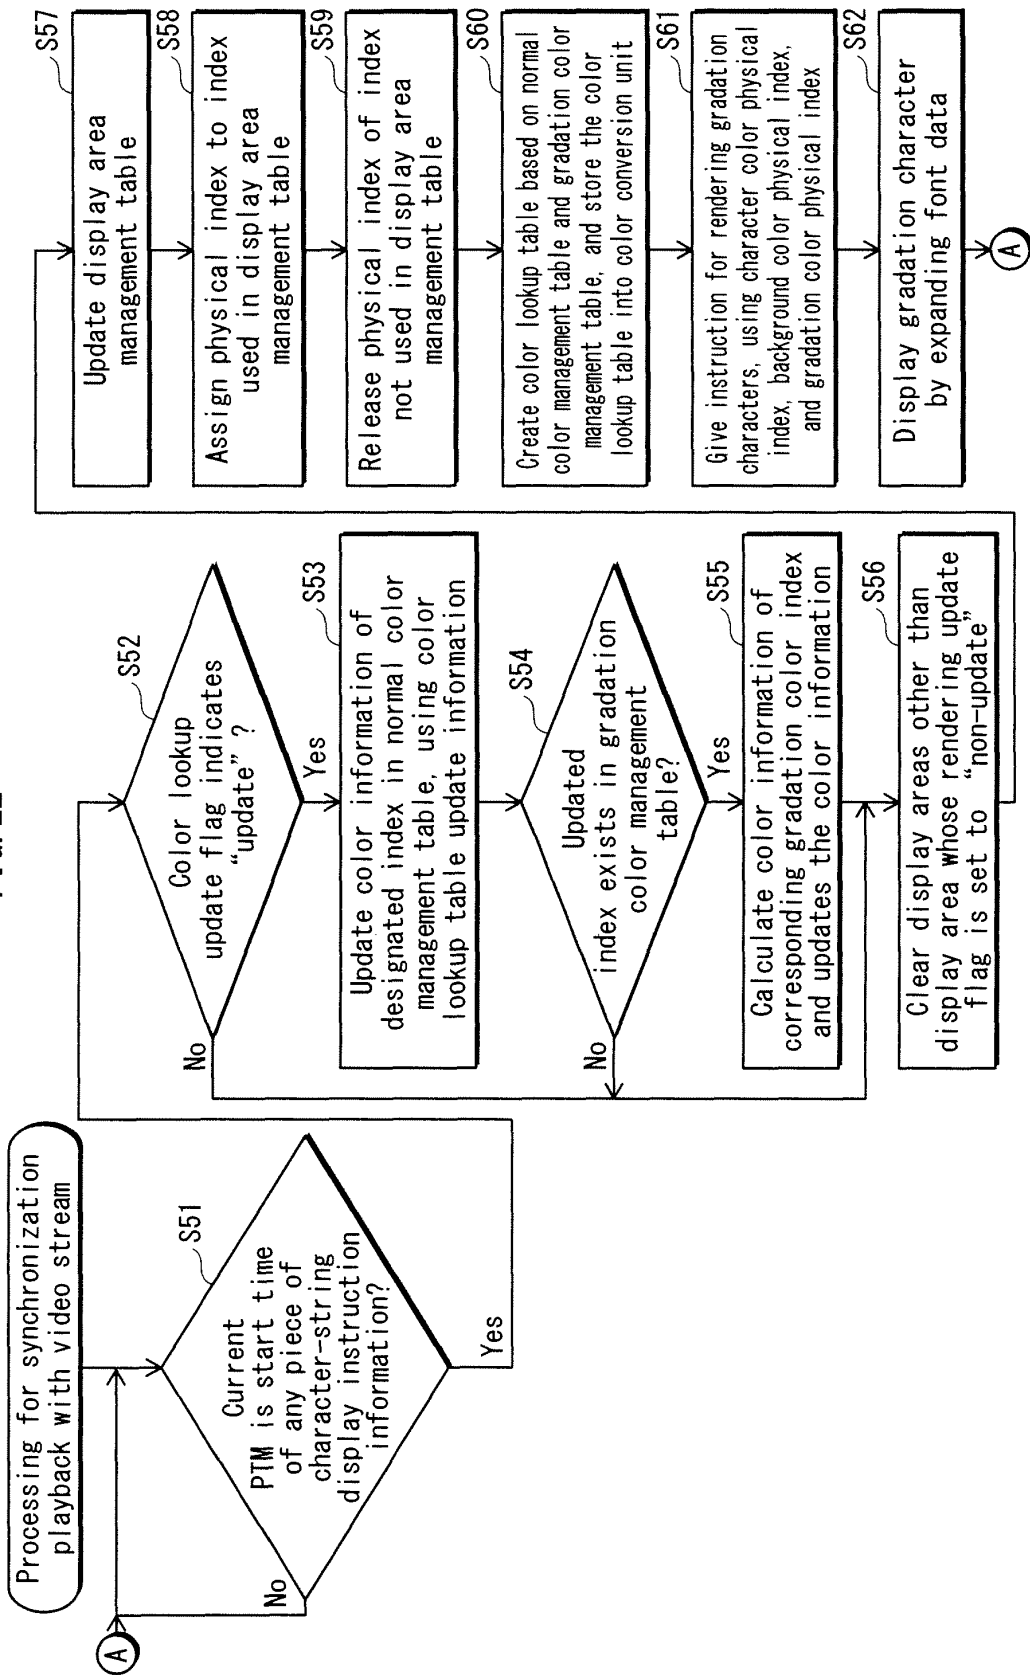 Processing for synchronization
playback with video stream
A
S51
Current
PTM is start time
of any piece of
character-string
display instruction
information?
No
Yes
S52
Color lookup
update flag indicates
“update” ?
No
Yes
S53
Update color information of
designated index in normal color
management table, using color
lookup table update information
S54
Updated
index exists in gradation
color management
table?
No
Yes
S55
Calculate color information of
corresponding gradation color index
and updates the color information
S56
Clear display areas other than
display area whose rendering update
flag is set to “non-update”
S57
Update display area
management table
S58
Assign physical index to index
used in display area
management table
S59
Release physical index of index
not used in display area
management table
S60
Create color lookup table based on normal
color management table and gradation color
management table, and store the color
lookup table into color conversion unit
S61
Give instruction for rendering gradation
characters, using character color physical
index, background color physical index,
and gradation color physical index
S62
Display gradation character
by expanding font data
A